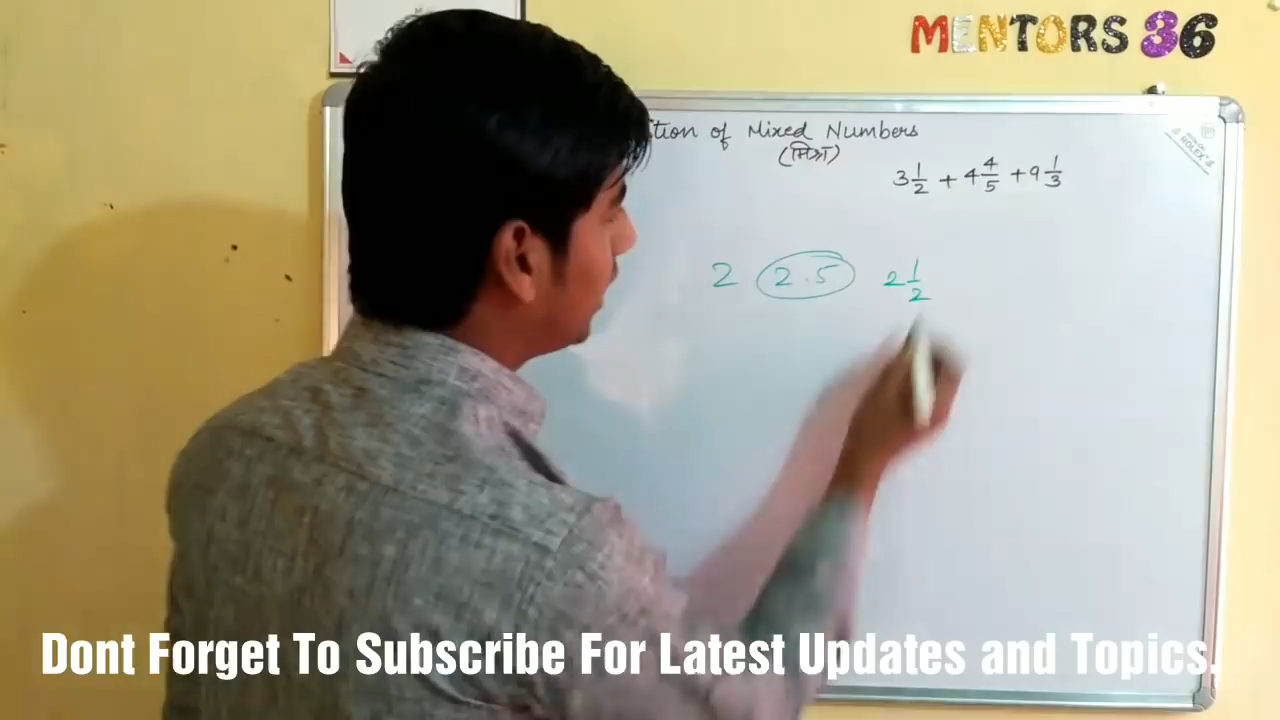 MENTORS 36
ition of Mixed Numbers
(मिश्र)
3 1/2 + 4 4/5 + 9 1/3
2 2.5 2 1/2
Dont Forget To Subscribe For Latest Updates and Topics.